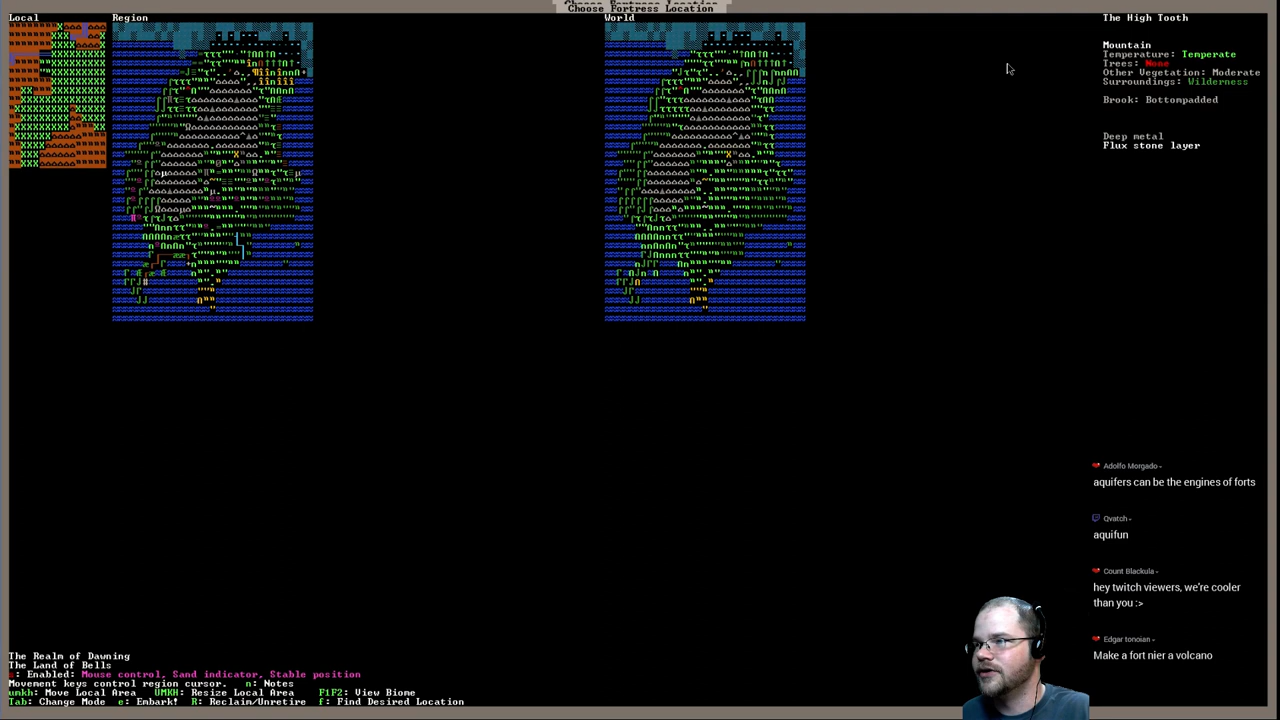 Choose Fortress Location
Local
Region
World
The High Tooth
Mountain
Temperature: Temperate
Trees: None
Other Vegetation: Moderate
Surroundings: Wilderness
Brook: Bottompadded
Deep metal
Flux stone layer
Adolfo Morgado
aquifers can be the engines of forts
Qvatch
aquifun
Count Blackula
hey twitch viewers, we're cooler
than you :>
Edgar tonoian
Make a fort nier a volcano
The Realm of Dawning
The Land of Bells
s: Enabled: Mouse control, Sand indicator, Stable position
Movement keys control region cursor. n: Notes
umkh: Move Local Area UMKH: Resize Local Area F1F2: View Biome
Tab: Change Mode e: Embark! R: Reclaim/Unretire f: Find Desired Location